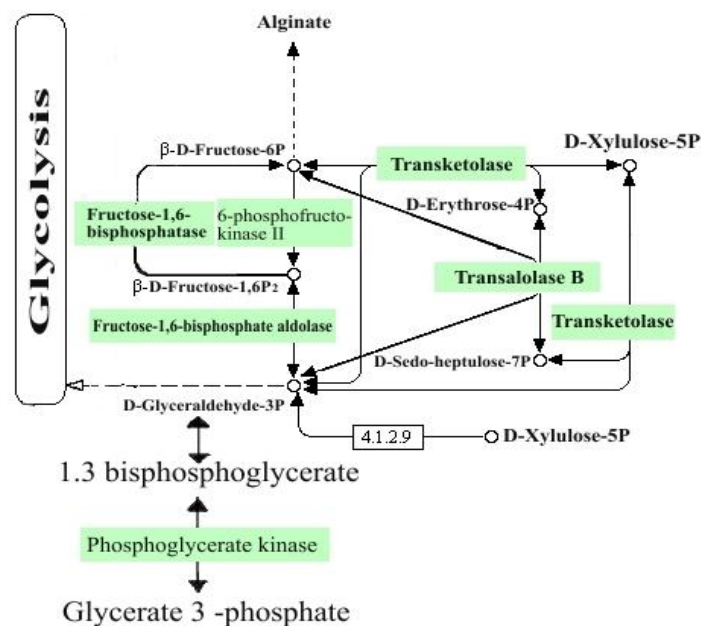 Alginate
Glycolysis
β-D-Fructose-6P
Transketolase
D-Xylulose-5P
Fructose-1,6-
bisphosphatase
6-phosphofructo-
kinase II
D-Erythrose-4P
β-D-Fructose-1,6P2
Transalolase B
Fructose-1,6-bisphosphate aldolase
Transketolase
D-Sedo-heptulose-7P
D-Glyceraldehyde-3P
4.1.2.9
D-Xylulose-5P
1.3 bisphosphoglycerate
Phosphoglycerate kinase
Glycerate 3 -phosphate